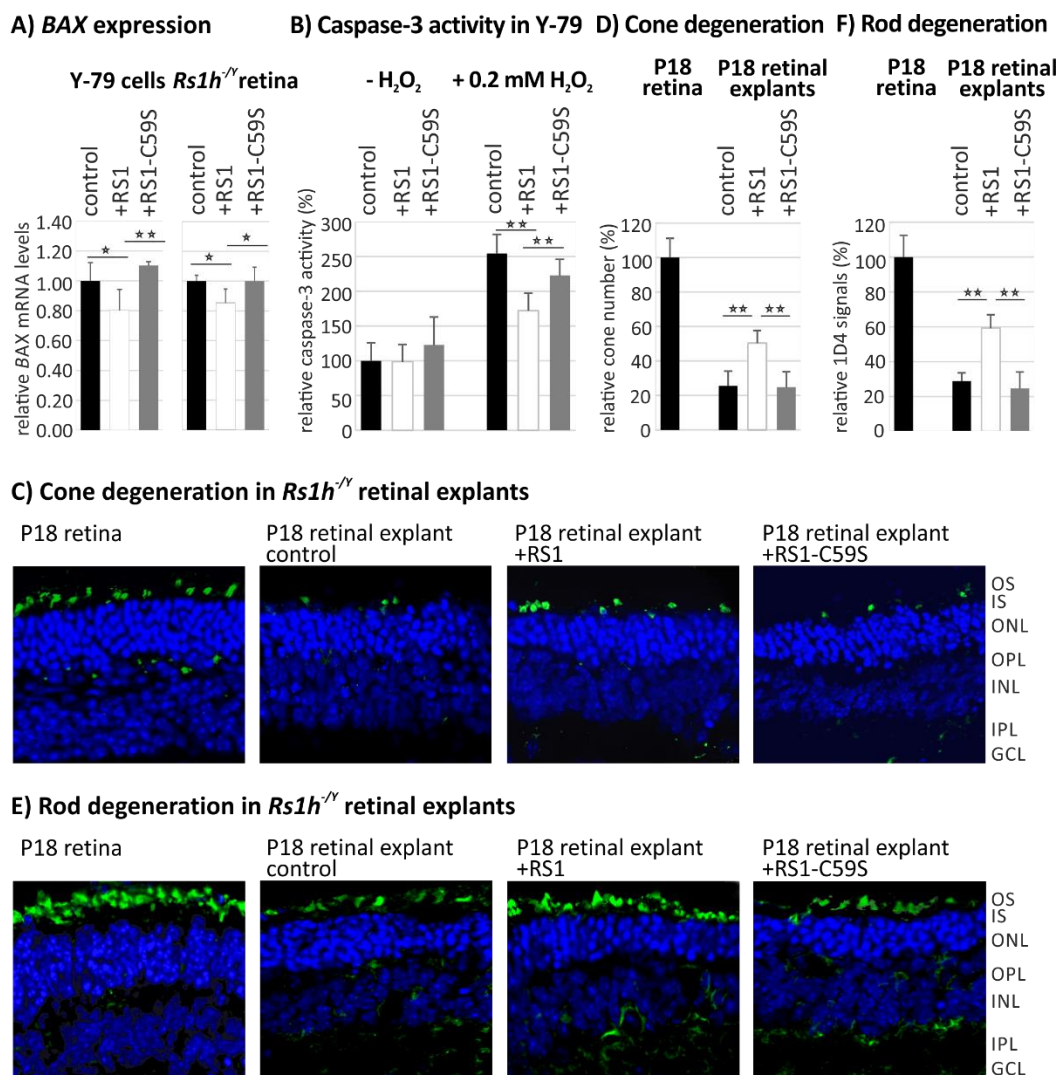 A) BAX expression
Y-79 cells Rs1h-/Y retina
control
+RS1
+RS1-C59S
control
+RS1
+RS1-C59S
relative BAX mRNA levels
1.40
1.20
1.00
0.80
0.60
0.40
0.20
0.00
★
★★
★
★
B) Caspase-3 activity in Y-79
- H₂O₂
+ 0.2 mM H₂O₂
control
+RS1
+RS1-C59S
control
+RS1
+RS1-C59S
relative caspase-3 activity (%)
300
250
200
150
100
50
0
★★
★★
D) Cone degeneration
P18
retina
P18 retinal
explants
control
+RS1
+RS1-C59S
relative cone number (%)
120
100
80
60
40
20
0
★★
★★
F) Rod degeneration
P18
retina
P18 retinal
explants
control
+RS1
+RS1-C59S
relative 1D4 signals (%)
120
100
80
60
40
20
0
★★
★★
C) Cone degeneration in Rs1h-/Y retinal explants
P18 retina
P18 retinal explant
control
P18 retinal explant
+RS1
P18 retinal explant
+RS1-C59S
OS
IS
ONL
OPL
INL
IPL
GCL
E) Rod degeneration in Rs1h-/Y retinal explants
P18 retina
P18 retinal explant
control
P18 retinal explant
+RS1
P18 retinal explant
+RS1-C59S
OS
IS
ONL
OPL
INL
IPL
GCL